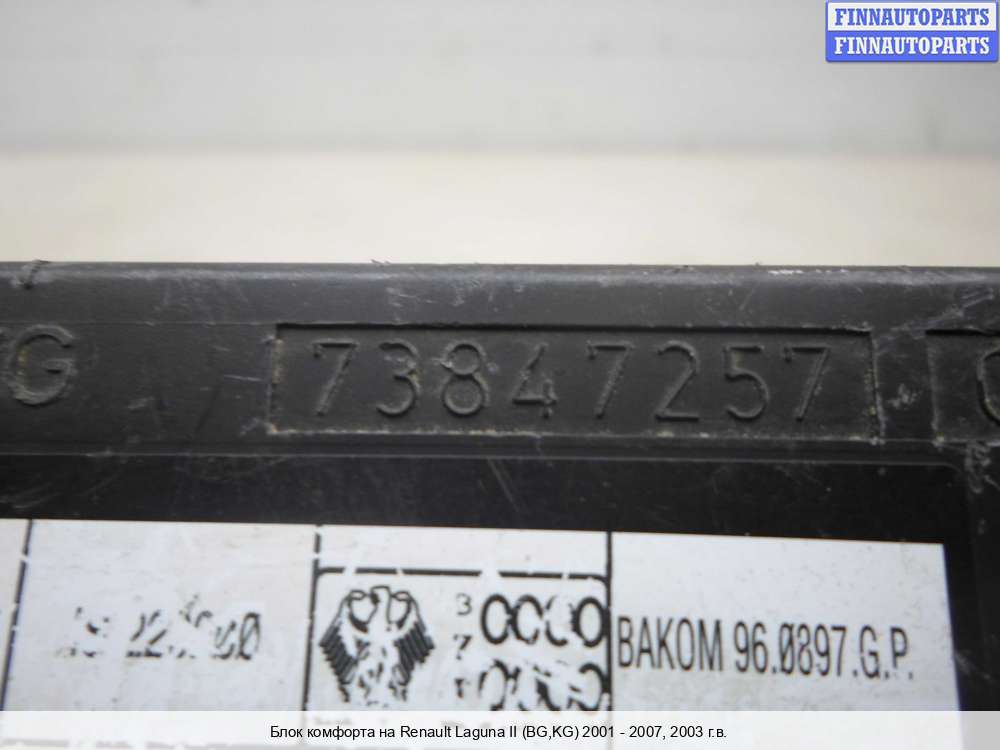 FINNAUTOPARTS
FINNAUTOPARTS
G 73847257
BAKOM 96.0897.G.P.
Блок комфорта на Renault Laguna II (BG,KG) 2001 - 2007, 2003 г.в.